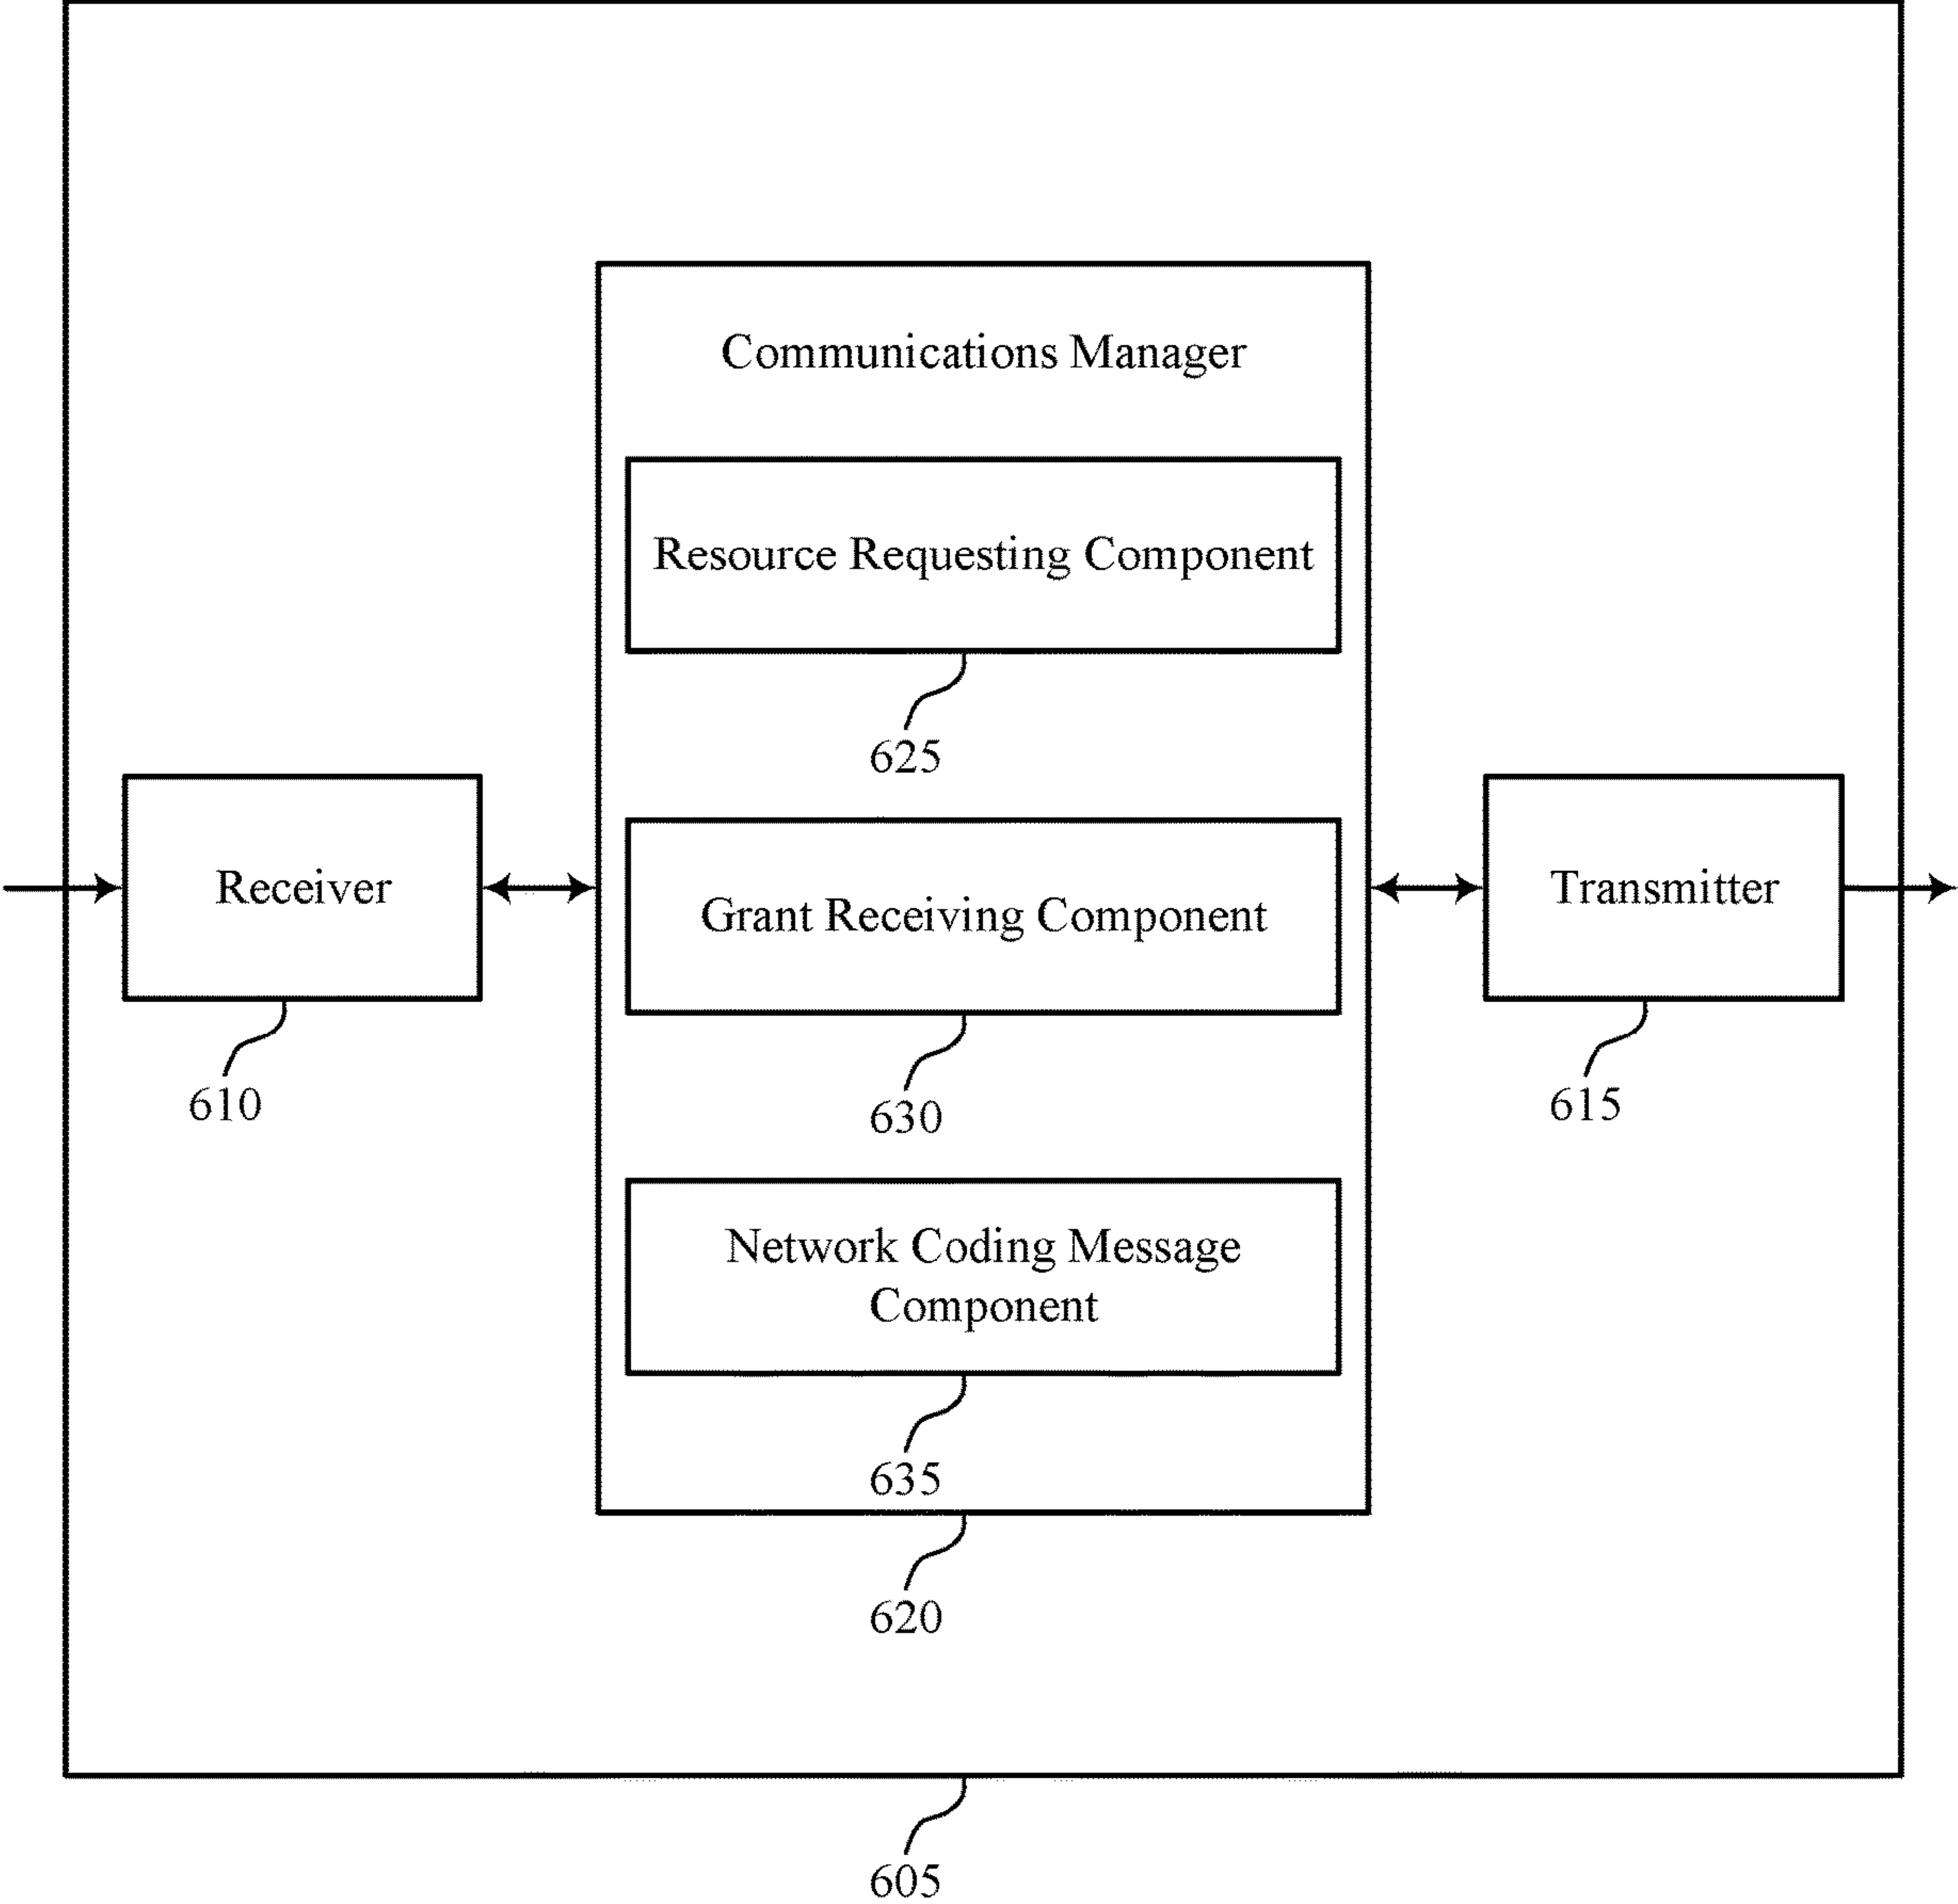 Communications Manager
Resource Requesting Component
625
Receiver
610
Grant Receiving Component
630
Transmitter
615
Network Coding Message
Component
635
620
605